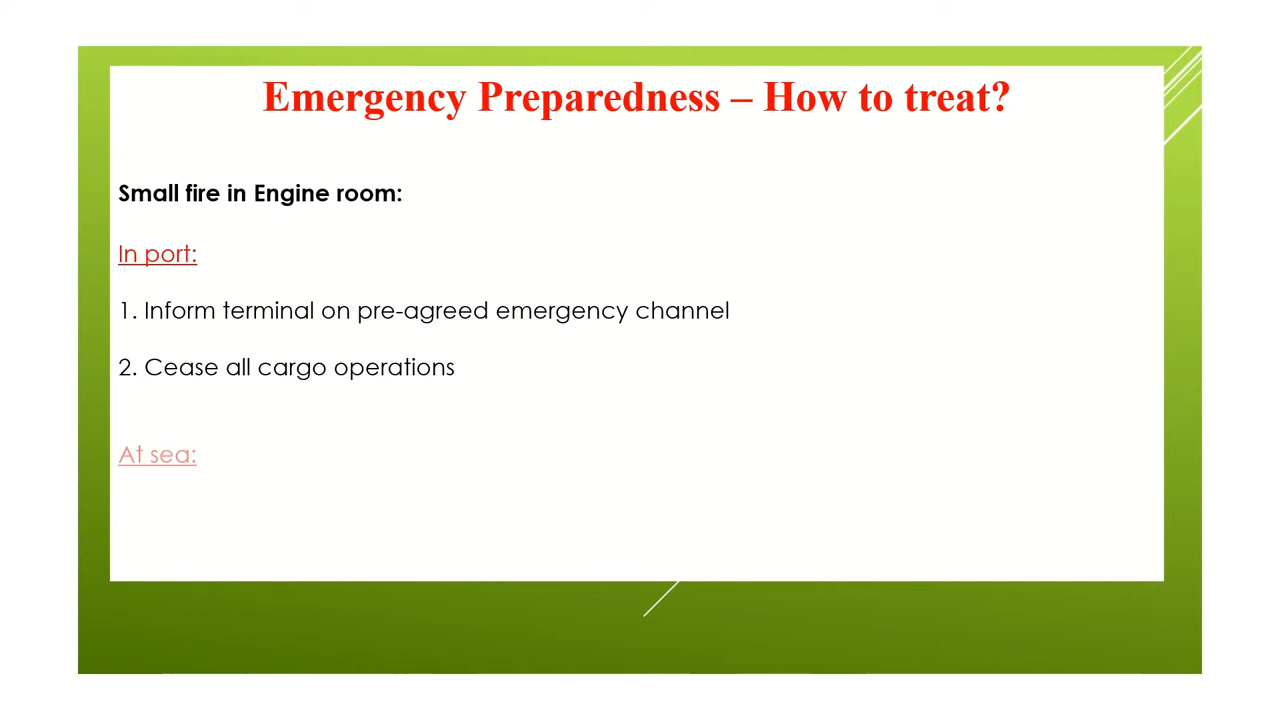 Emergency Preparedness – How to treat?
Small fire in Engine room:
In port:
1. Inform terminal on pre-agreed emergency channel
2. Cease all cargo operations
At sea: